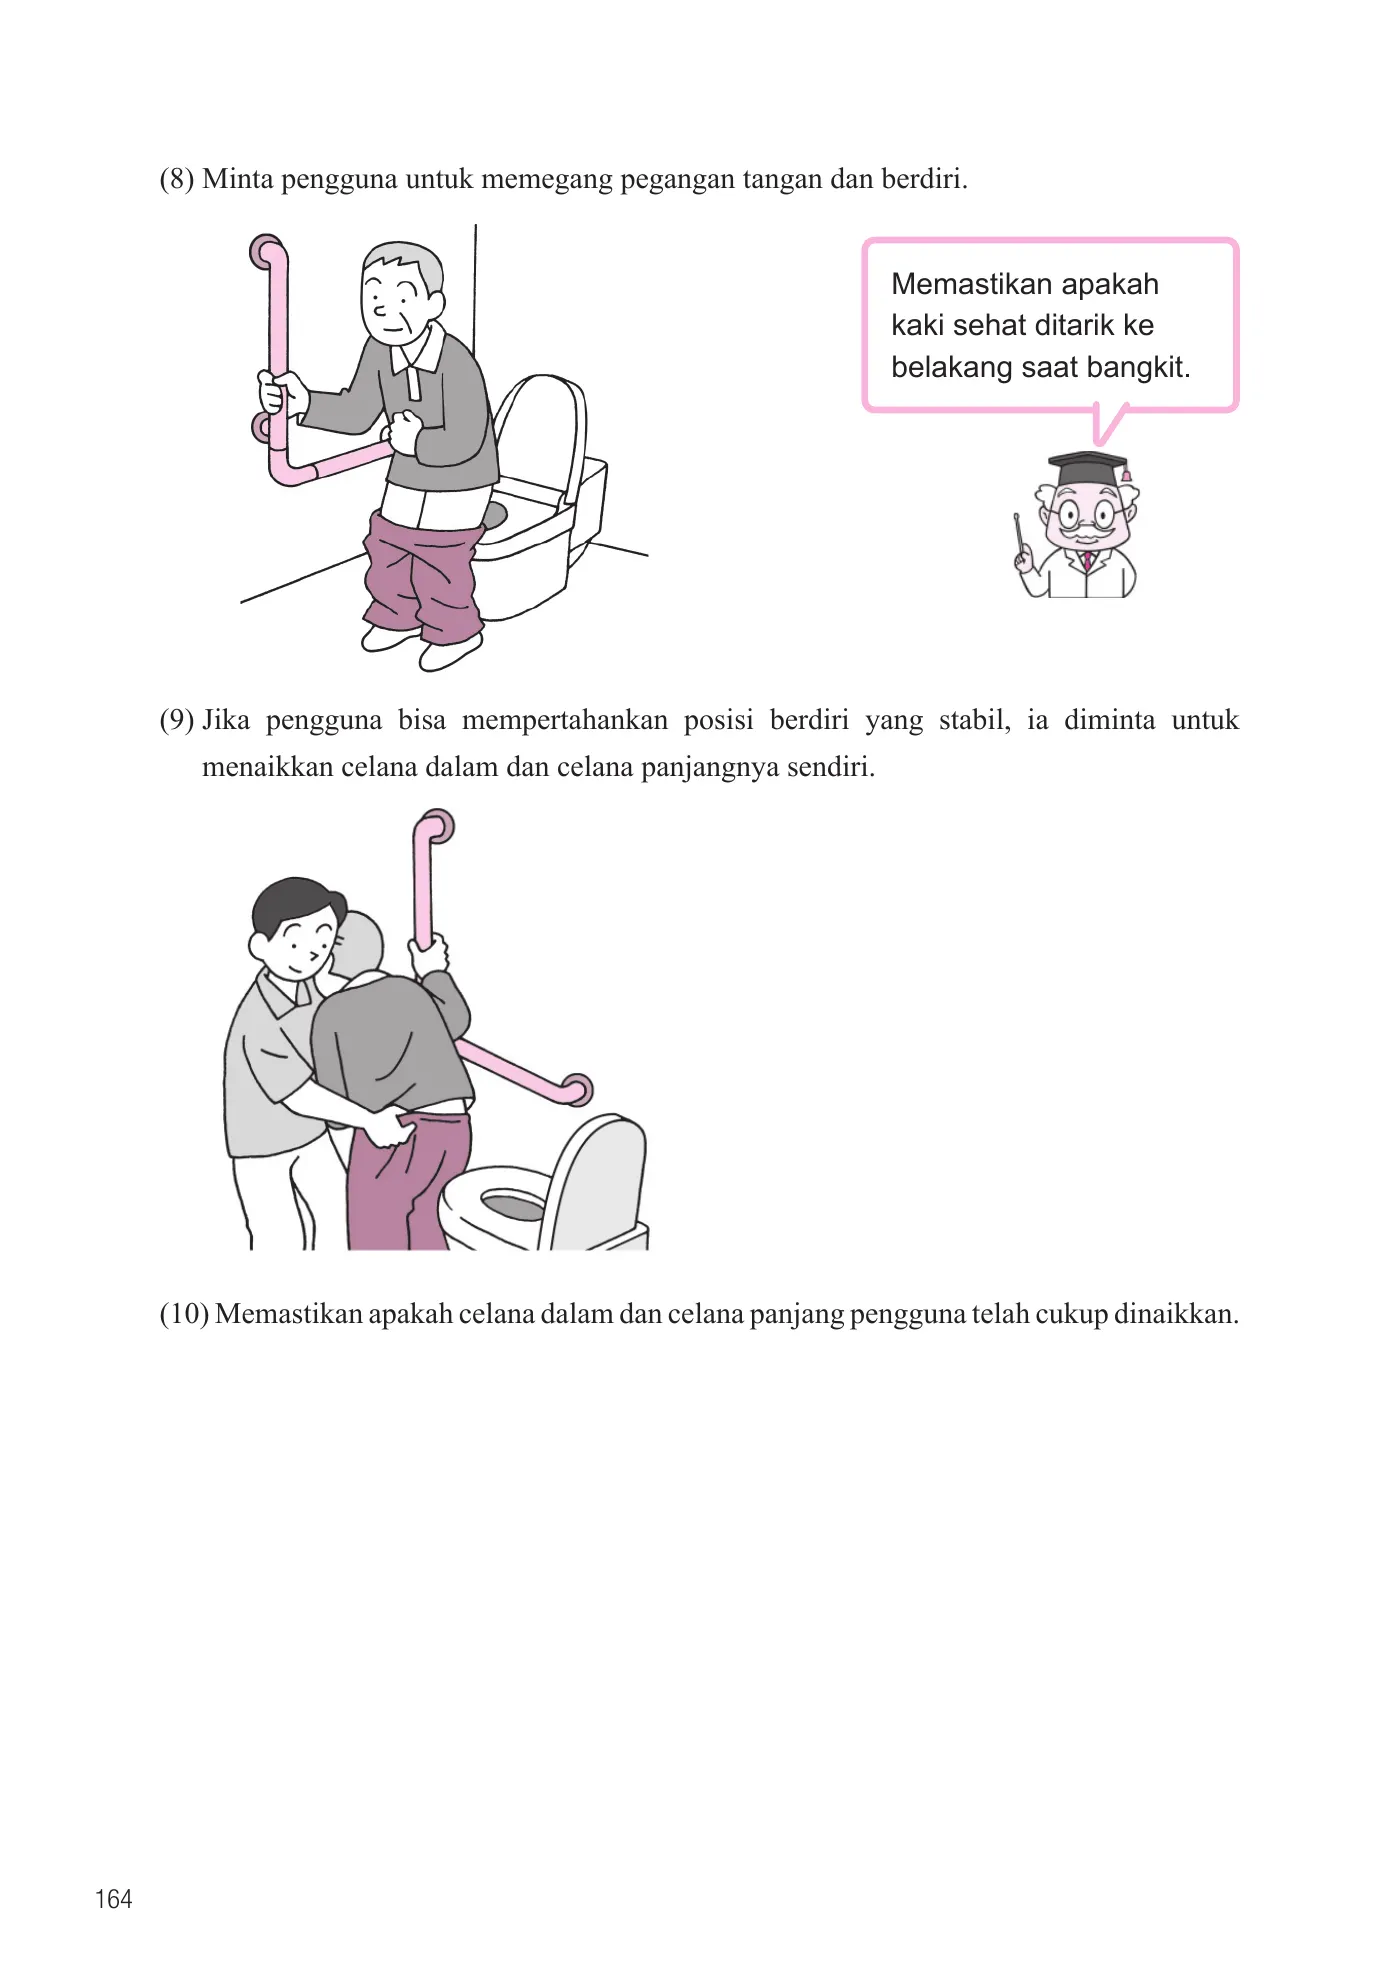 (8) Minta pengguna untuk memegang pegangan tangan dan berdiri.
Memastikan apakah
kaki sehat ditarik ke
belakang saat bangkit.
(9) Jika pengguna bisa mempertahankan posisi berdiri yang stabil, ia diminta untuk
menaikkan celana dalam dan celana panjangnya sendiri.
(10) Memastikan apakah celana dalam dan celana panjang pengguna telah cukup dinaikkan.
164